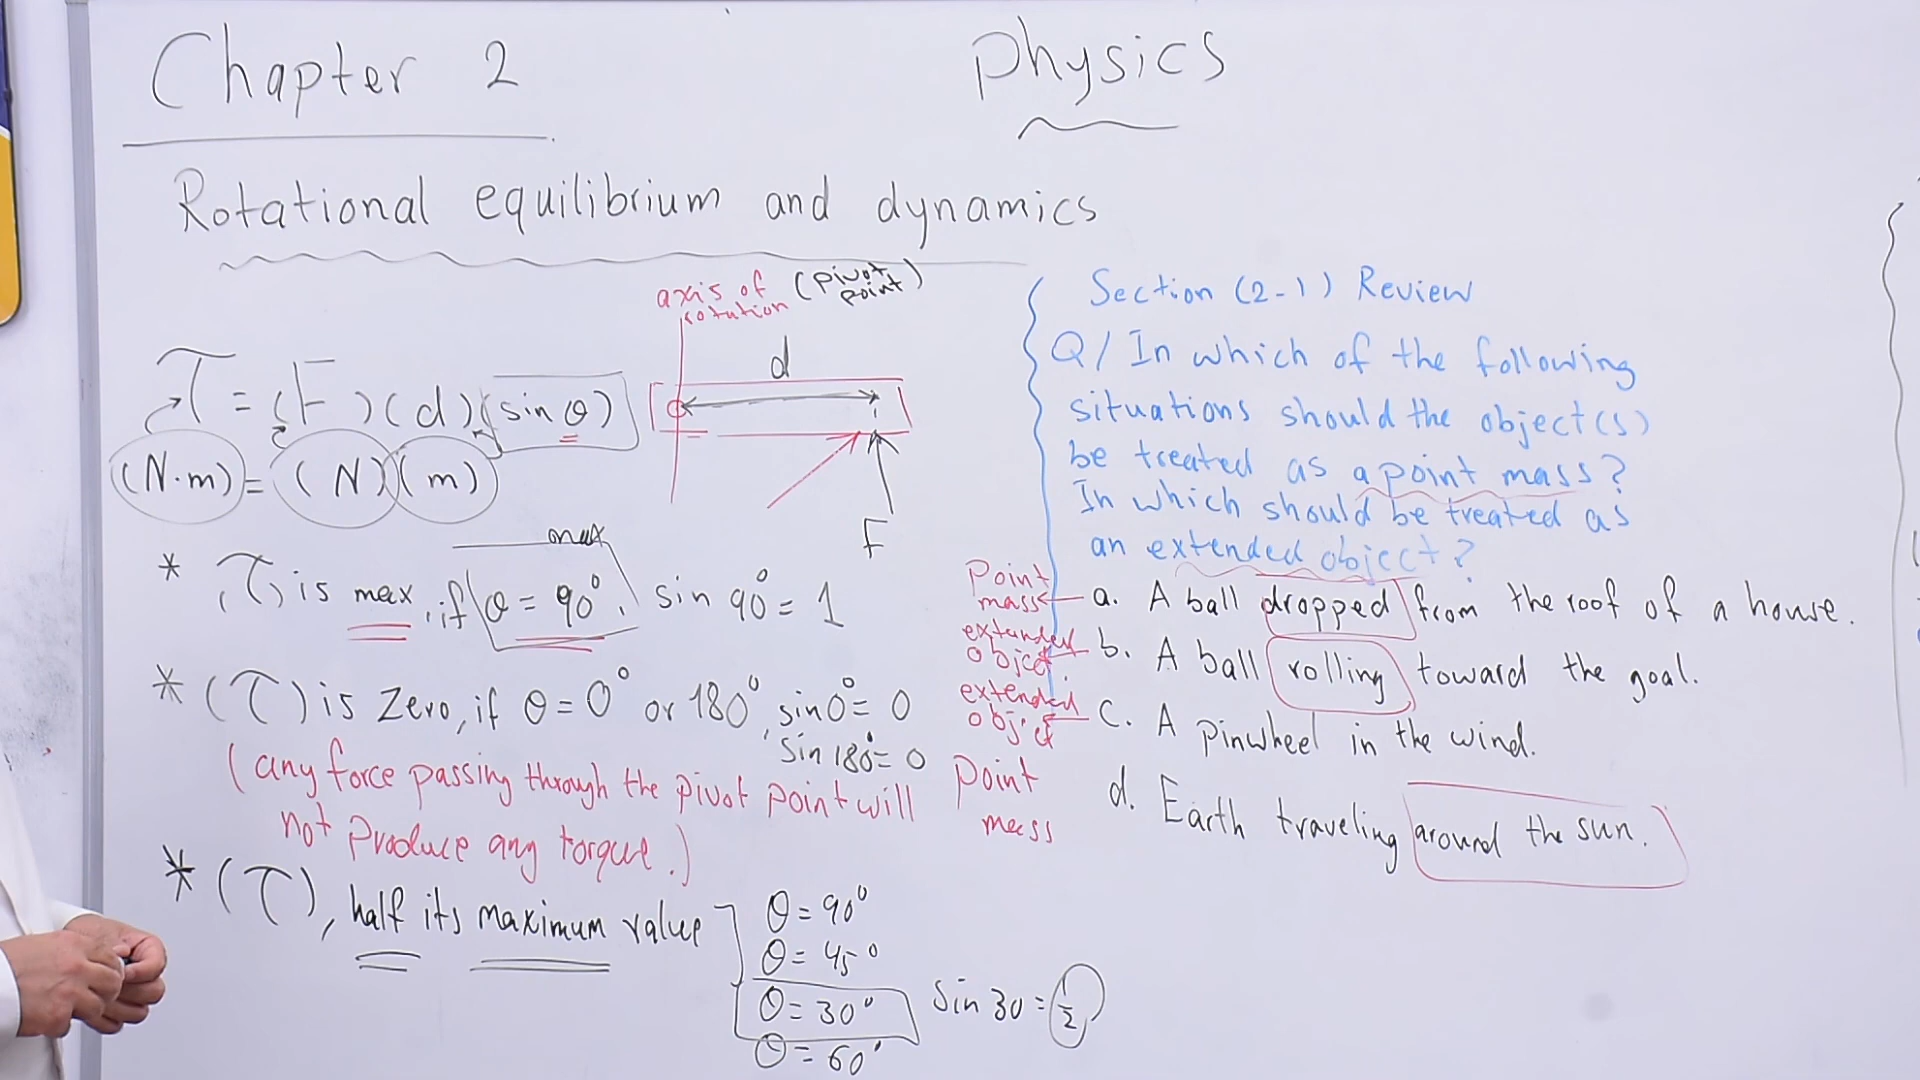 Chapter 2
Physics
Rotational equilibrium and dynamics
axis of rotation (pivot point)
τ = (F)(d)(sin θ)
(N·m) = (N)(m)
d
F
max
* τ is max, if θ = 90°, sin 90° = 1
* (τ) is Zero, if θ = 0° or 180°, sin 0° = 0
sin 180° = 0
(any force passing through the pivot point will
not produce any torque.)
* (τ), half its maximum value
θ = 90°
θ = 45°
θ = 30°
θ = 60°
sin 30 = 1/2
Section (2-1) Review
Q/ In which of the following
situations should the object(s)
be treated as a point mass?
In which should be treated as
an extended object?
Point mass
a. A ball dropped from the roof of a house.
extended object
b. A ball rolling toward the goal.
extended object
c. A pinwheel in the wind.
Point mass
d. Earth traveling around the sun.